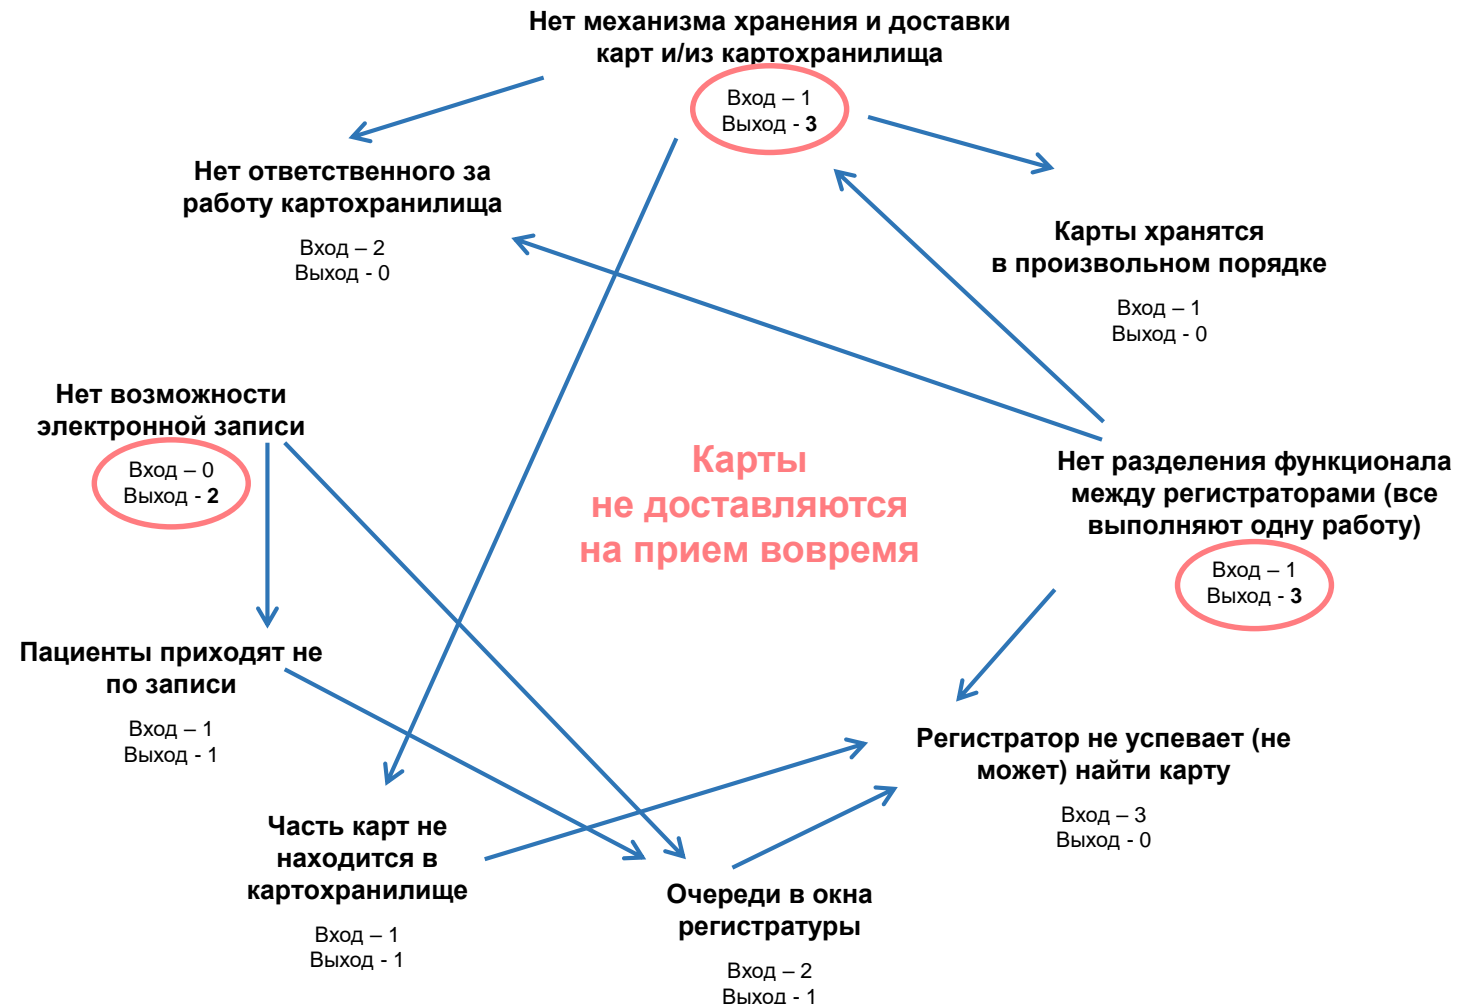 Нет механизма хранения и доставки
карт и/из картохранилища
Вход – 1
Выход - 3
Нет ответственного за
работу картохранилища
Вход – 2
Выход - 0
Карты хранятся
в произвольном порядке
Вход – 1
Выход - 0
Нет возможности
электронной записи
Вход – 0
Выход - 2
Карты
не доставляются
на прием вовремя
Нет разделения функционала
между регистраторами (все
выполняют одну работу)
Вход – 1
Выход - 3
Пациенты приходят не
по записи
Вход – 1
Выход - 1
Регистратор не успевает (не
может) найти карту
Вход – 3
Выход - 0
Часть карт не
находится в
картохранилище
Вход – 1
Выход - 1
Очереди в окна
регистратуры
Вход – 2
Выход - 1